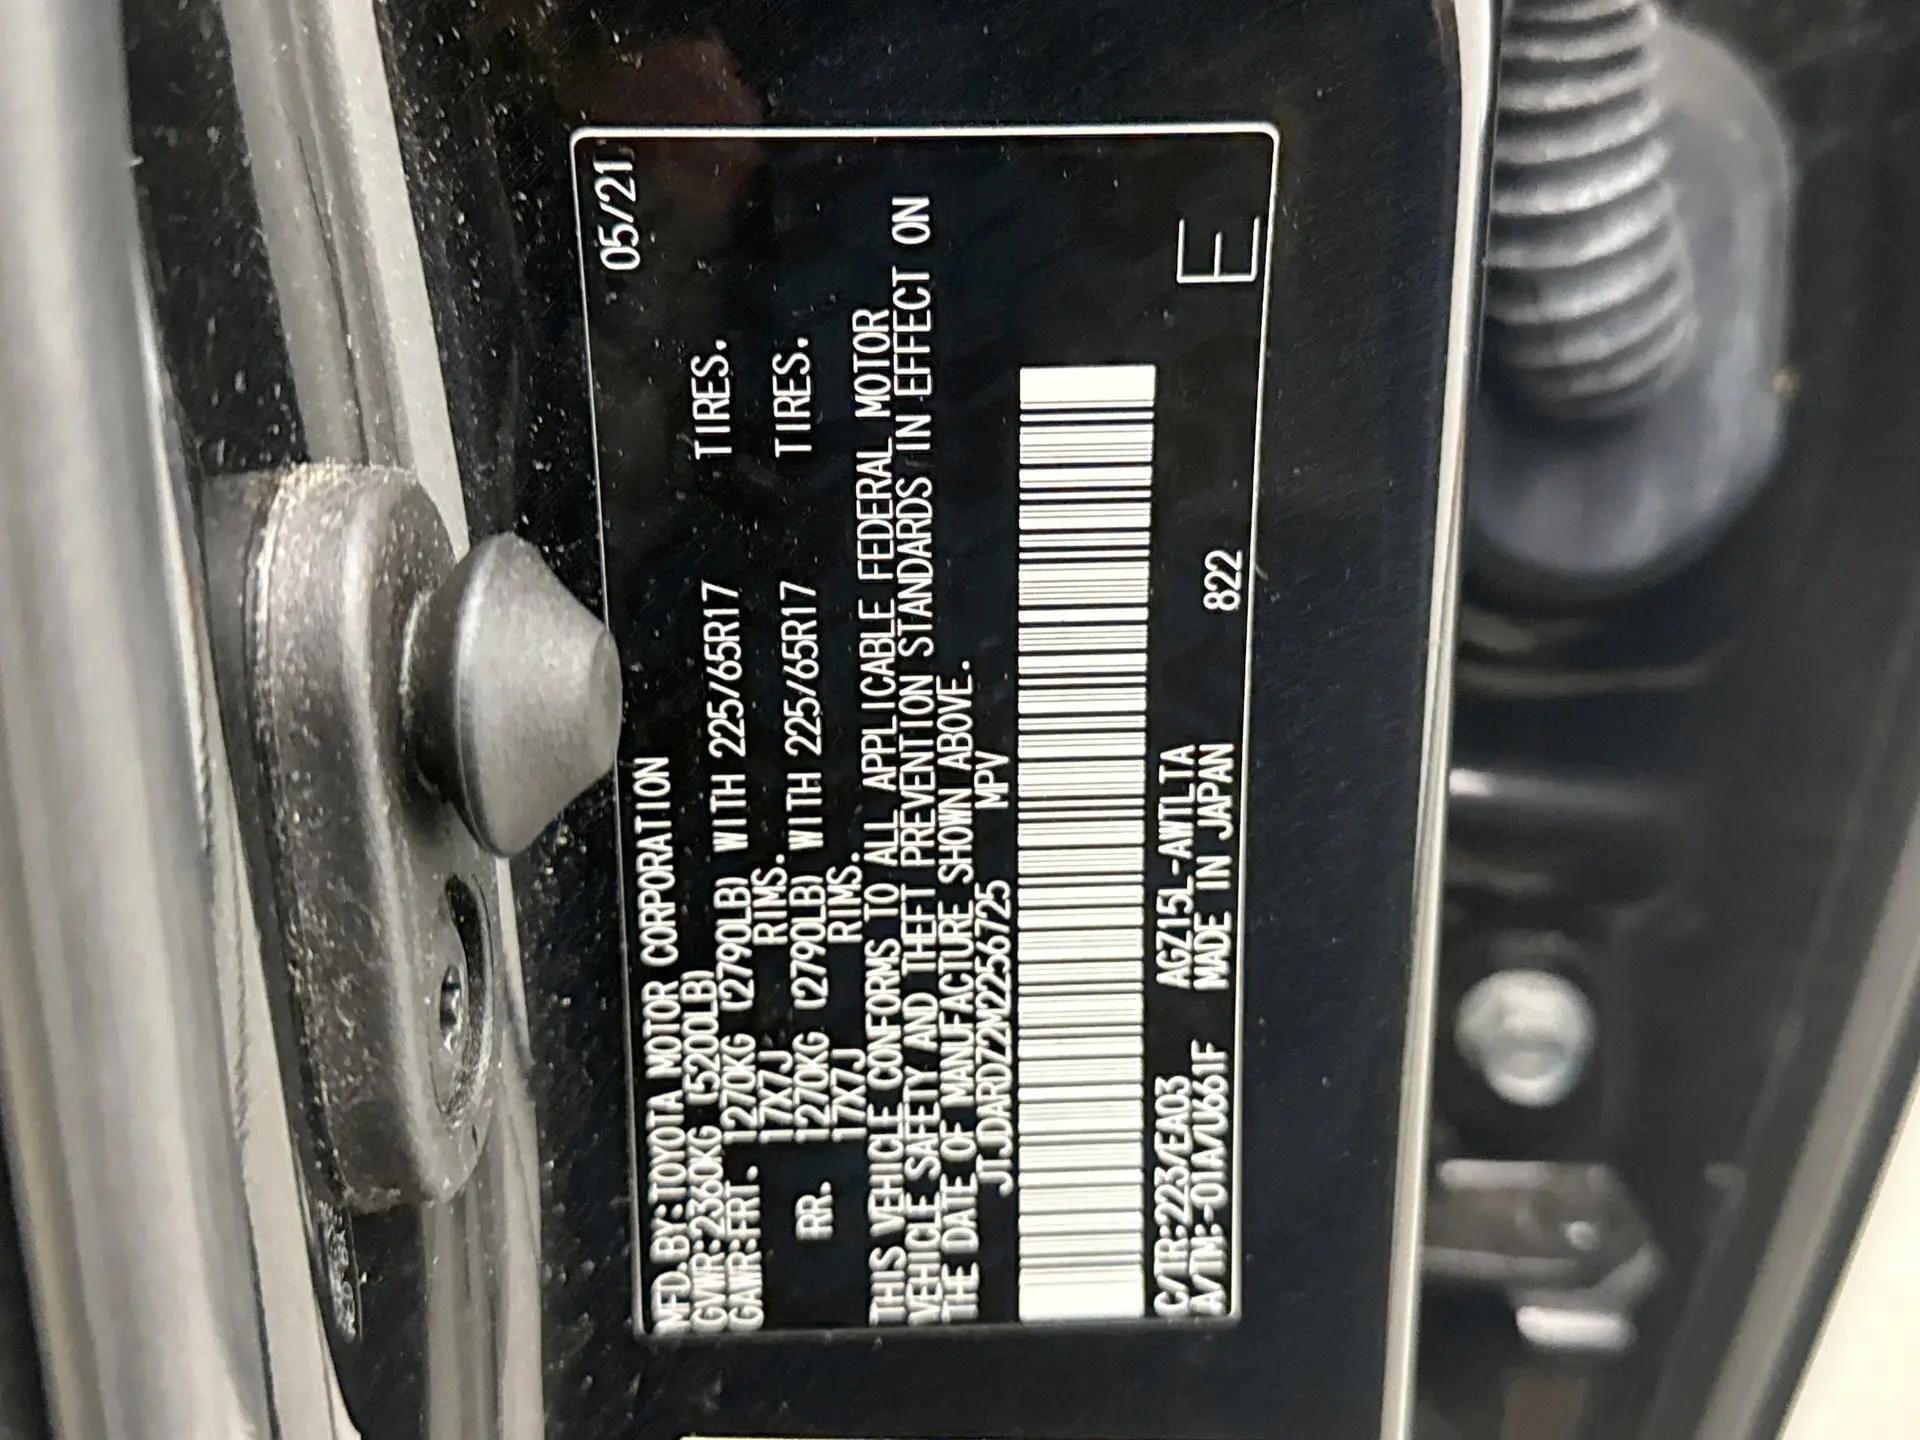 05/21
MFD.BY:TOYOTA MOTOR CORPORATION
GVWR:2360KG (5200LB)
GAWR:FRT. 1270KG (2790LB) WITH 225/65R17 TIRES.
17X7J RIMS.
RR. 1270KG (2790LB) WITH 225/65R17 TIRES.
17X7J RIMS.
THIS VEHICLE CONFORMS TO ALL APPLICABLE FEDERAL MOTOR
VEHICLE SAFETY AND THEFT PREVENTION STANDARDS IN EFFECT ON
THE DATE OF MANUFACTURE SHOWN ABOVE.
JTJDARDZ2M2256725 MPV
C/TR:223/EA03 AGZ15L-AWTLTA
A/TM:-01A/U661F MADE IN JAPAN 822
E